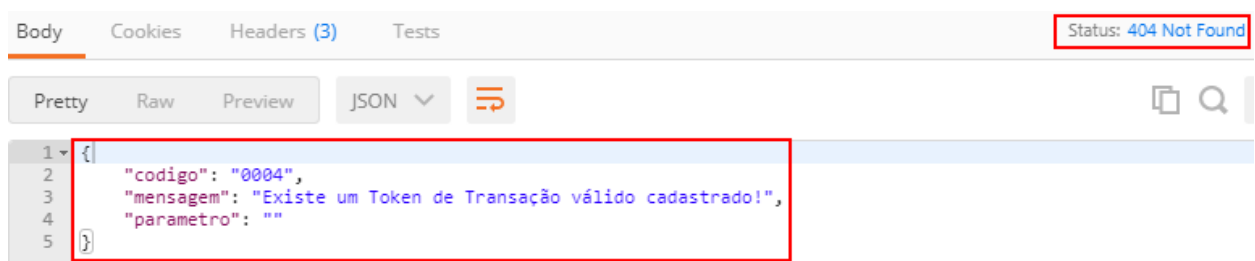 Body Cookies Headers (3) Tests Status: 404 Not Found
Pretty Raw Preview JSON
1 {
2 "codigo": "0004",
3 "mensagem": "Existe um Token de Transação válido cadastrado!",
4 "parametro": ""
5 }